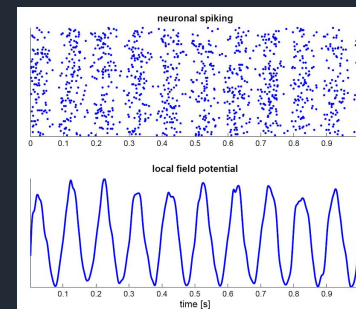 neuronal spiking
0 0.1 0.2 0.3 0.4 0.5 0.6 0.7 0.8 0.9
local field potential
0.1 0.2 0.3 0.4 0.5 0.6 0.7 0.8 0.9
time [s]